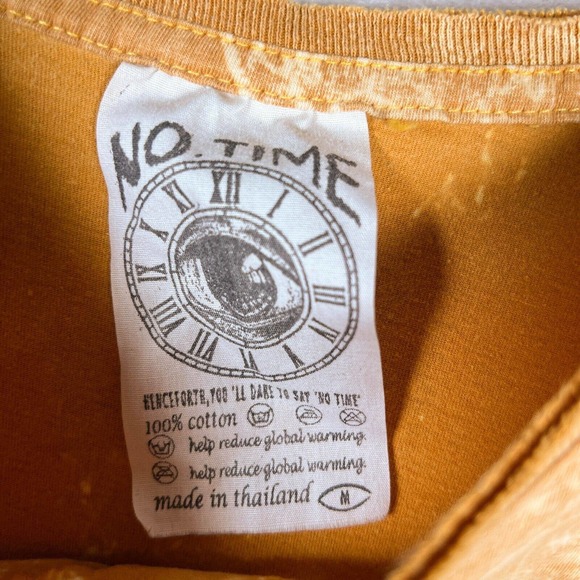 NO. TIME
XII
I
II
III
IIII
V
VI
VII
VIII
IX
X
XI
HENCEFORTH, YOU 'LL DARE TO SAY 'NO TIME'
100% cotton
help reduce global warming.
help reduce global warming.
made in thailand M